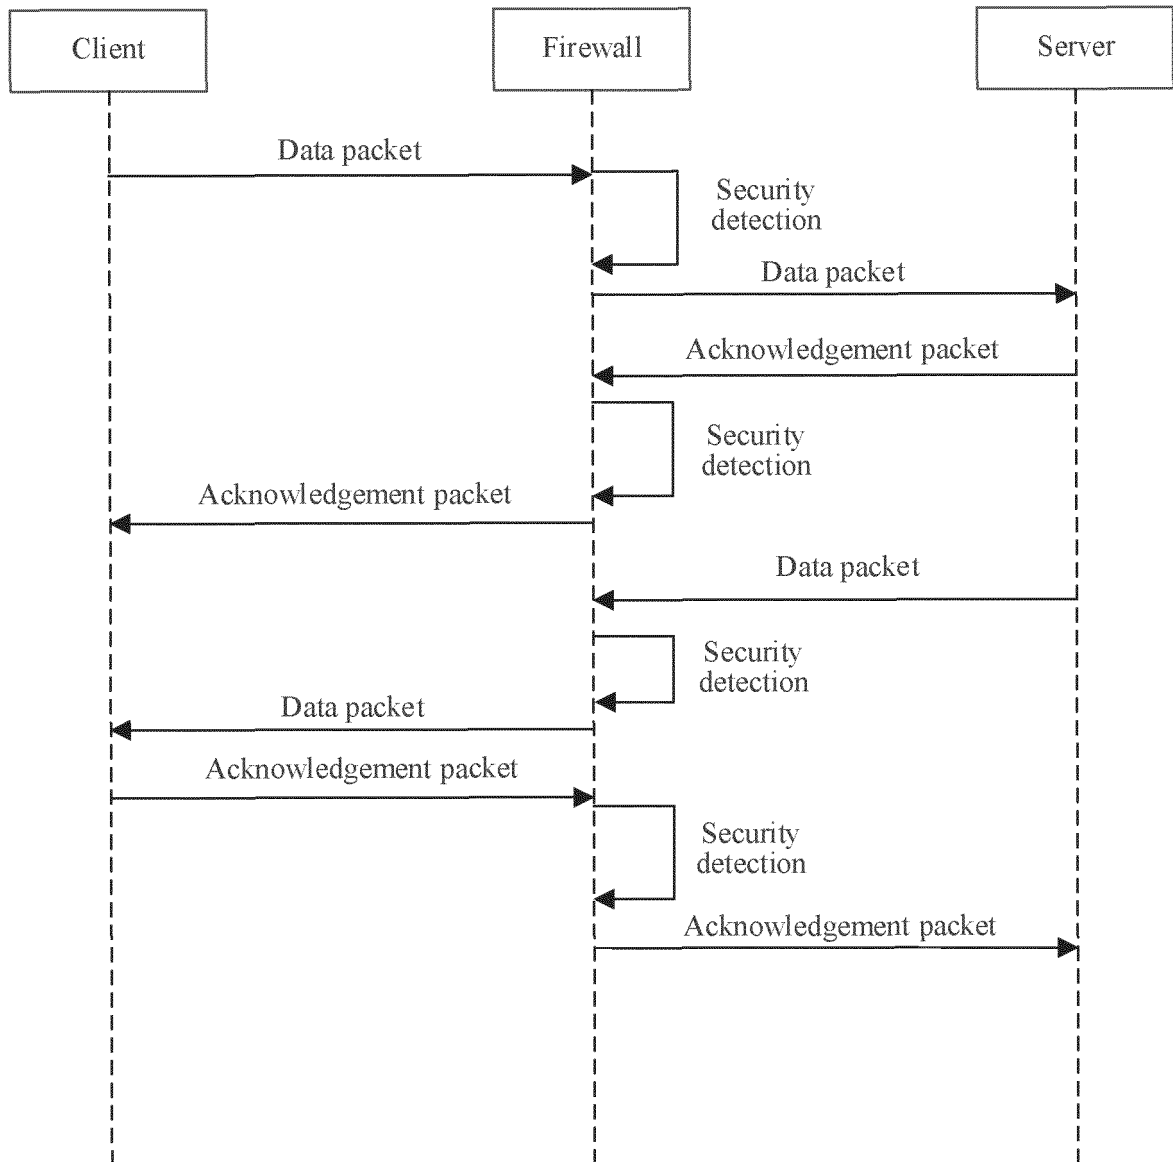 Client
Firewall
Server
Data packet
Security
detection
Data packet
Acknowledgement packet
Security
detection
Acknowledgement packet
Data packet
Security
detection
Data packet
Acknowledgement packet
Security
detection
Acknowledgement packet